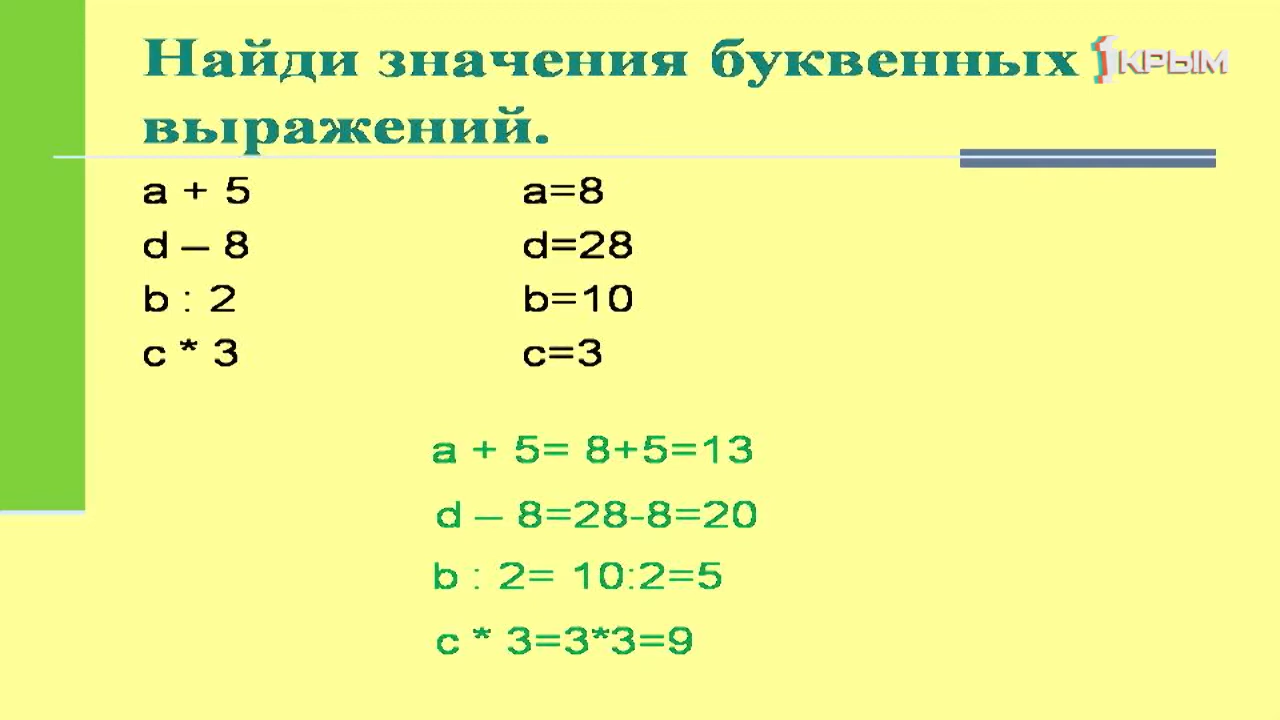 Найди значения буквенных
выражений.
1КРЫМ
a + 5 a=8
d – 8 d=28
b : 2 b=10
c * 3 c=3
a + 5= 8+5=13
d – 8=28-8=20
b : 2= 10:2=5
c * 3=3*3=9